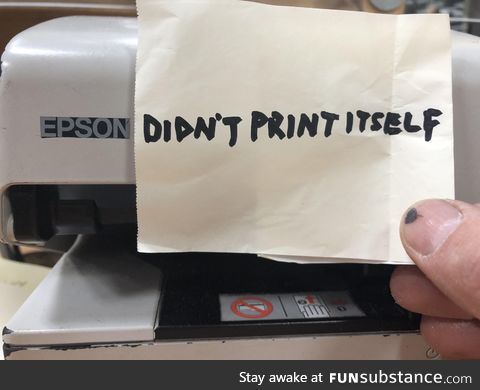 EPSON DIDN'T PRINT ITSELF
Stay awake at FUNsubstance.com